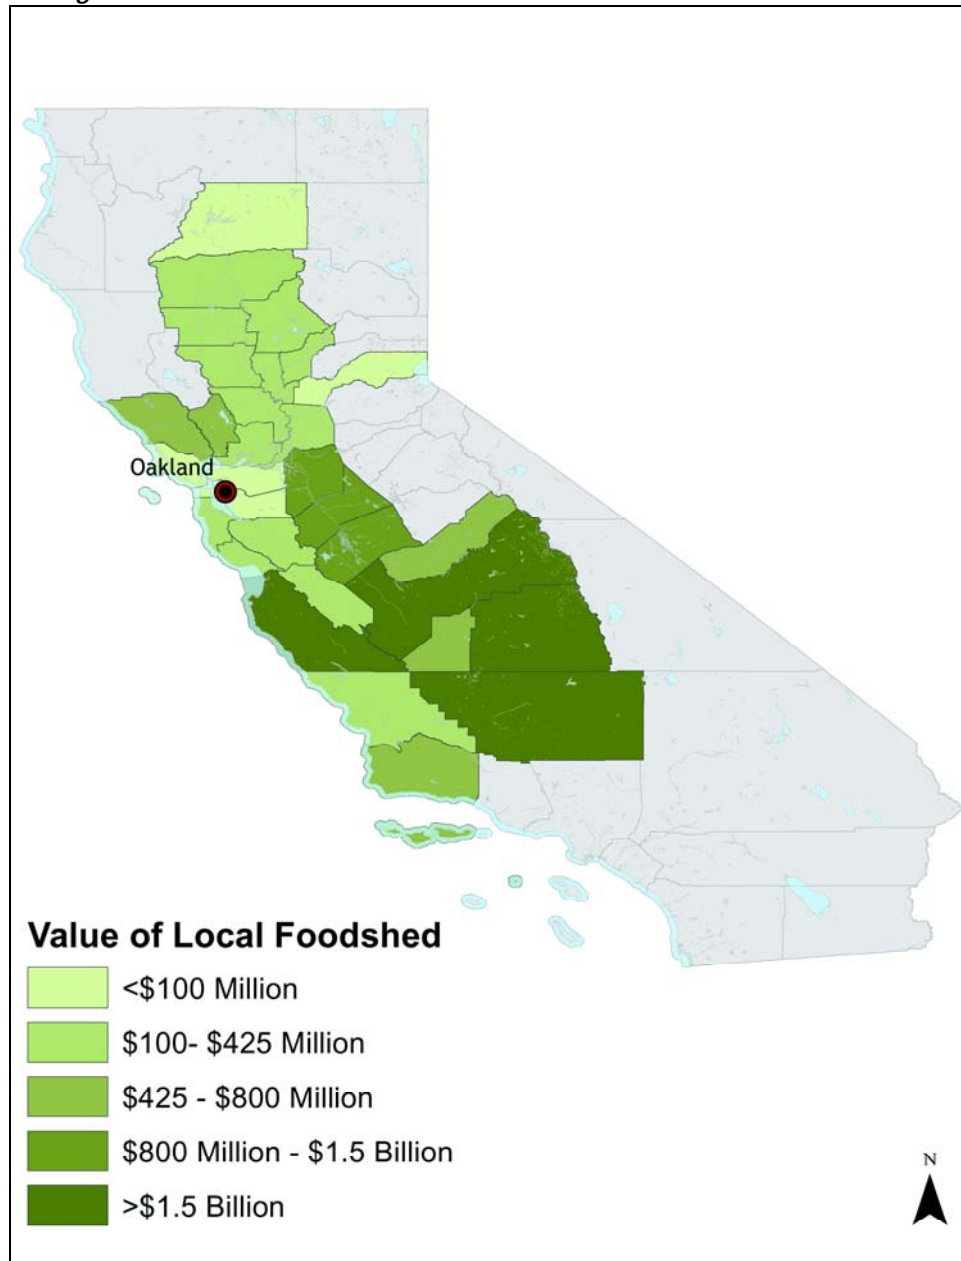 Oakland
Value of Local Foodshed
<$100 Million
$100- $425 Million
$425 - $800 Million
$800 Million - $1.5 Billion
>$1.5 Billion
N